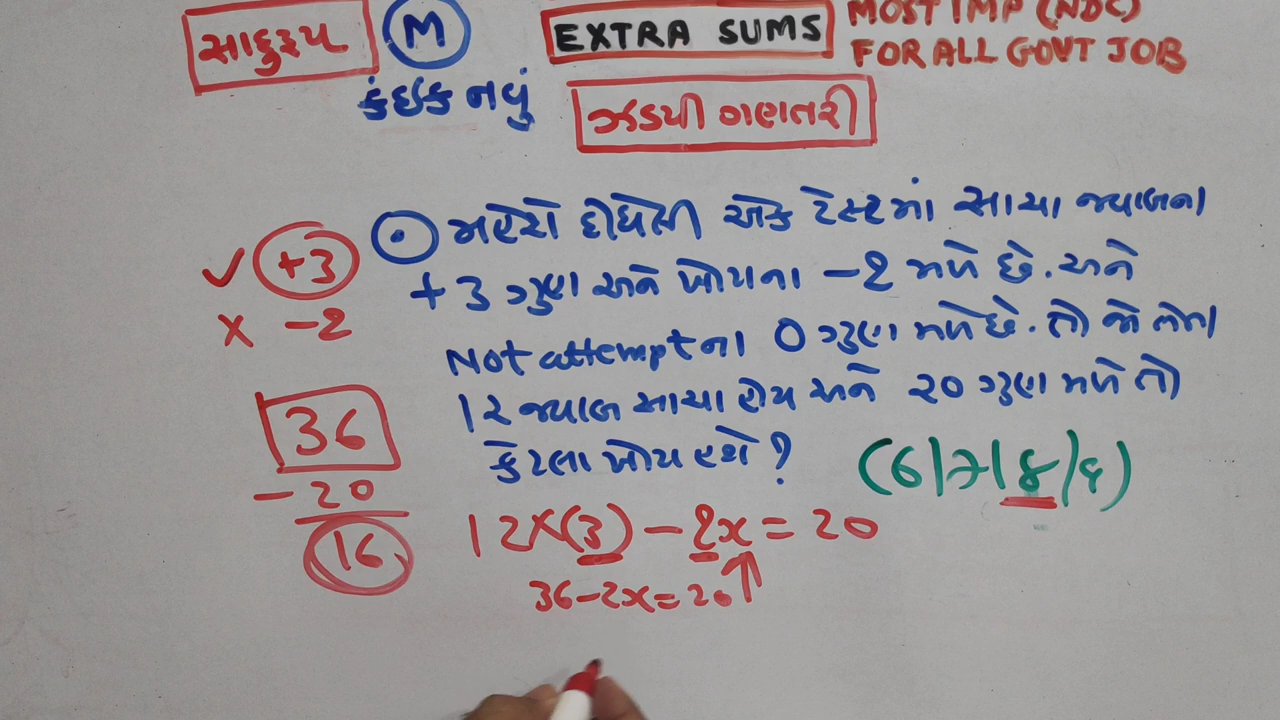 સાદુરૂપ
M
કંઈક નવું
EXTRA SUMS
MOST IMP (NDC)
FOR ALL GOVT JOB
ઝડપી ગણતરી
મહેશે દીધેલી એક ટેસ્ટમાં સાચા જવાબના
+3 ગુણ અને ખોટાના -2 મળે છે. અને
Not attempt ના 0 ગુણ મળે છે. તો જો તેના
12 જવાબ સાચા હોય અને 20 ગુણ મળે તો
કેટલા ખોટા હશે ?
✓ +3
× -2
36
- 20
16
(6|7|8|9)
12×(3) - 2x = 20
36-2x=20